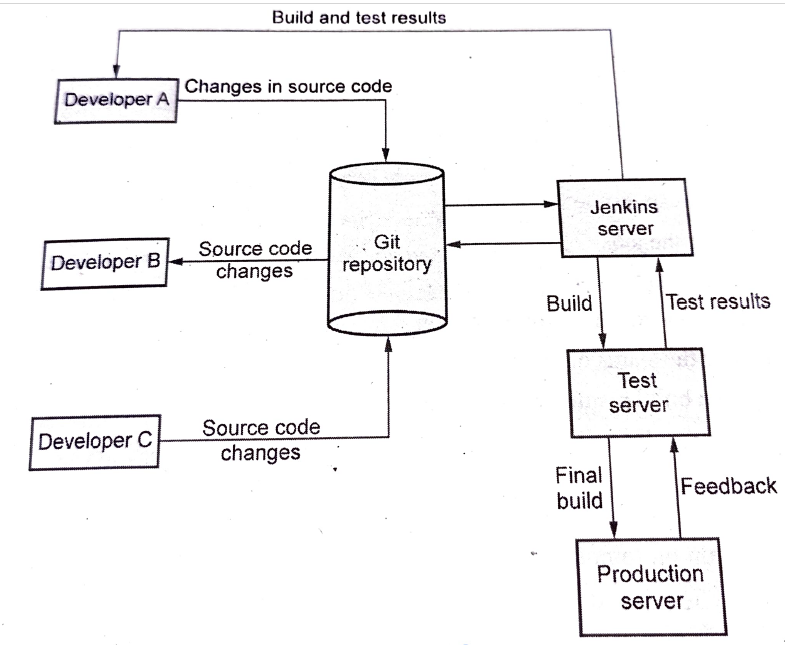 Build and test results
Changes in source code
Developer A
Jenkins
server
Git
repository
Developer B
Source code
changes
Build
Test results
Test
server
Developer C
Source code
changes
Final
build
Feedback
Production
server